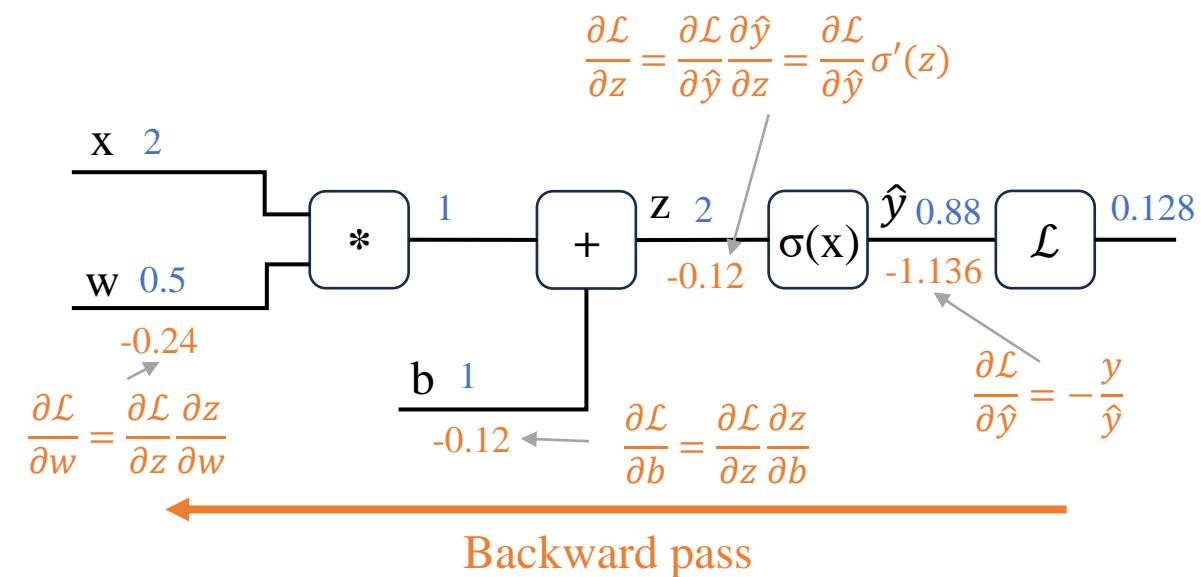 ∂ℒ/∂z = ∂ℒ/∂ŷ ∂ŷ/∂z = ∂ℒ/∂ŷ σ′(z)
x 2
*
1
+
z 2
-0.12
σ(x)
ŷ 0.88
-1.136
ℒ
0.128
w 0.5
-0.24
∂ℒ/∂w = ∂ℒ/∂z ∂z/∂w
b 1
-0.12
∂ℒ/∂b = ∂ℒ/∂z ∂z/∂b
∂ℒ/∂ŷ = − y/ŷ
Backward pass